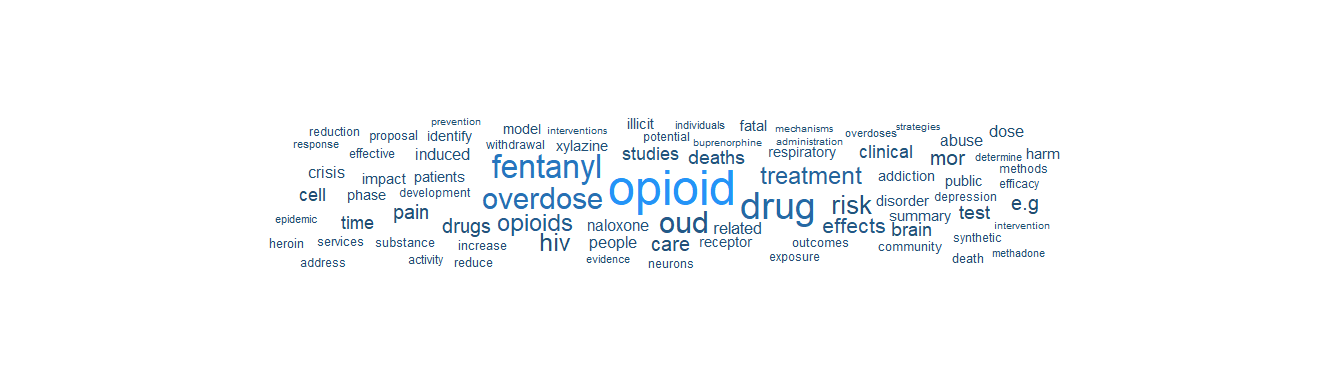 prevention
reduction proposal identify model interventions illicit individuals fatal mechanisms overdoses strategies abuse dose
response effective induced withdrawal xylazine potential buprenorphine administration
studies deaths respiratory clinical mor determine harm
crisis impact patients fentanyl treatment addiction public methods efficacy
cell phase development overdose opioid drug risk disorder depression e.g
epidemic time pain drugs opioids naloxone oud related effects brain summary test intervention
heroin services substance increase hiv people care receptor outcomes community synthetic
address activity reduce evidence neurons exposure death methadone